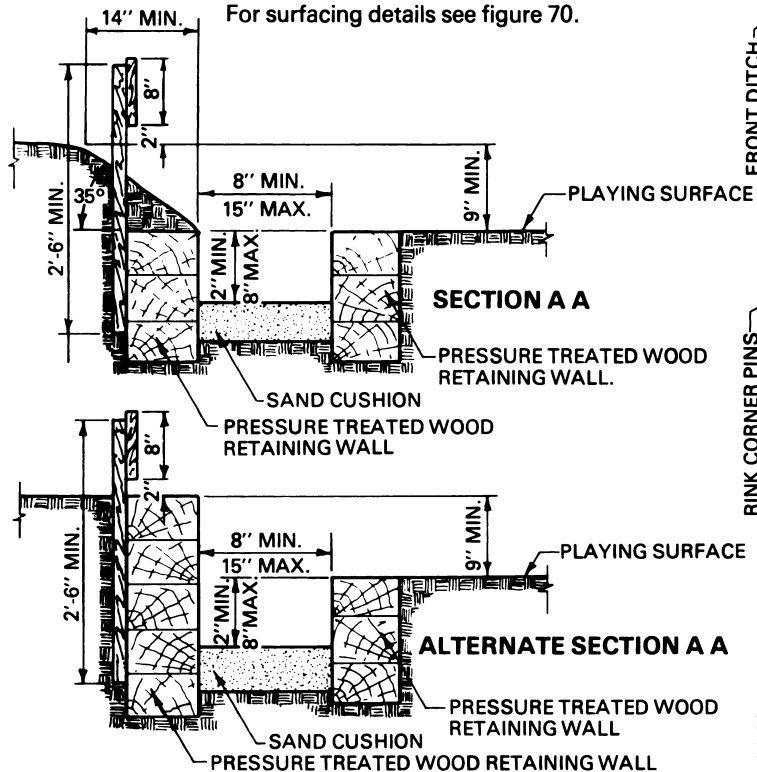 For surfacing details see figure 70.
14" MIN.
8"
2"
35°
2'-6" MIN.
8" MIN.
15" MAX.
9" MIN.
PLAYING SURFACE
2" MIN.
8" MAX
SECTION A A
PRESSURE TREATED WOOD
RETAINING WALL.
SAND CUSHION
PRESSURE TREATED WOOD
RETAINING WALL
8"
2"
2'-6" MIN.
8" MIN.
15" MAX.
9" MIN.
PLAYING SURFACE
2" MIN.
8" MAX
ALTERNATE SECTION A A
PRESSURE TREATED WOOD
RETAINING WALL
SAND CUSHION
PRESSURE TREATED WOOD RETAINING WALL
FRONT DITCH
RINK CORNER PINS